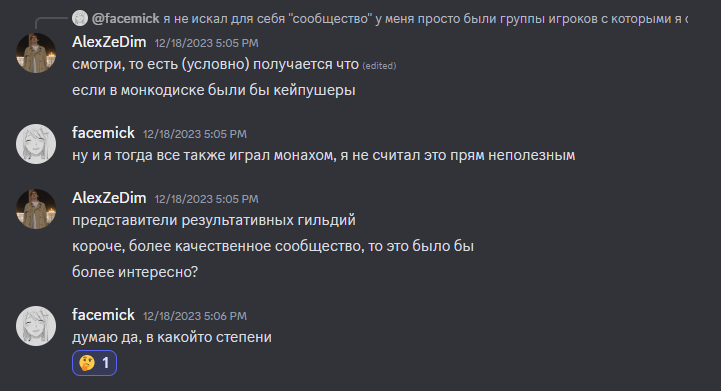 @facemick я не искал для себя "сообщество" у меня просто были группы игроков с которыми я с
AlexZeDim 12/18/2023 5:05 PM
смотри, то есть (условно) получается что (edited)
если в монкодиске были бы кейпушеры
facemick 12/18/2023 5:05 PM
ну и я тогда все также играл монахом, я не считал это прям неполезным
AlexZeDim 12/18/2023 5:05 PM
представители результативных гильдий
короче, более качественное сообщество, то это было бы
более интересно?
facemick 12/18/2023 5:06 PM
думаю да, в какойто степени
1